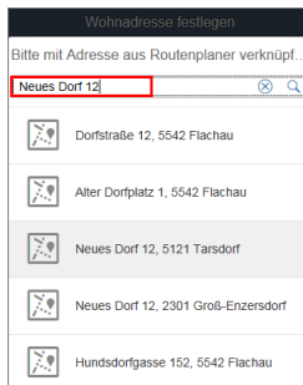 Wohnadresse festlegen
Bitte mit Adresse aus Routenplaner verknüpf...
Neues Dorf 12
Dorfstraße 12, 5542 Flachau
Alter Dorfplatz 1, 5542 Flachau
Neues Dorf 12, 5121 Tarsdorf
Neues Dorf 12, 2301 Groß-Enzersdorf
Hundsdorfgasse 152, 5542 Flachau